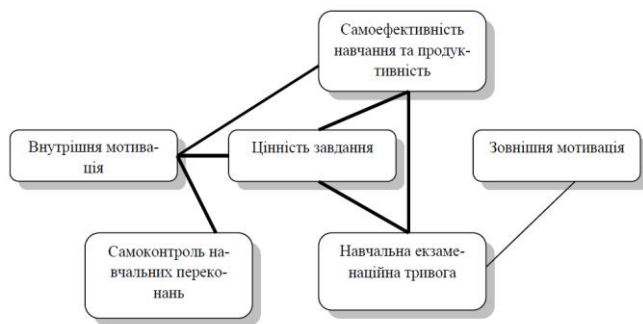 Самоефективність
навчання та продук-
тивність
Внутрішня мотива-
ція
Цінність завдання
Зовнішня мотивація
Самоконтроль на-
вчальних переко-
нань
Навчальна екзаме-
наційна тривога